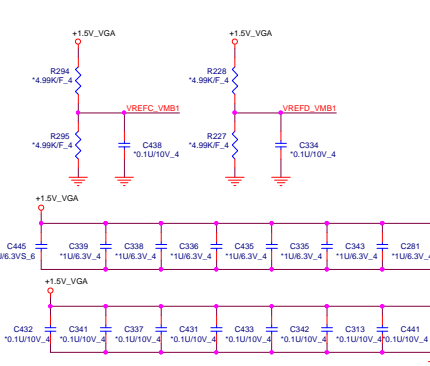 +1.5V_VGA
+1.5V_VGA
R294
*4.99K/F_4
R228
*4.99K/F_4
VREFC_VMB1
VREFD_VMB1
R295
*4.99K/F_4
C438
*0.1U/10V_4
R227
*4.99K/F_4
C334
*0.1U/10V_4
+1.5V_VGA
C445
U/6.3VS_6
C339
*1U/6.3V_4
C338
*1U/6.3V_4
C336
*1U/6.3V_4
C435
*1U/6.3V_4
C335
*1U/6.3V_4
C343
*1U/6.3V_4
C281
*1U/6.3V_4
+1.5V_VGA
C432
*0.1U/10V_4
C341
*0.1U/10V_4
C337
*0.1U/10V_4
C431
*0.1U/10V_4
C433
*0.1U/10V_4
C342
*0.1U/10V_4
C313
*0.1U/10V_4
C441
*0.1U/10V_4